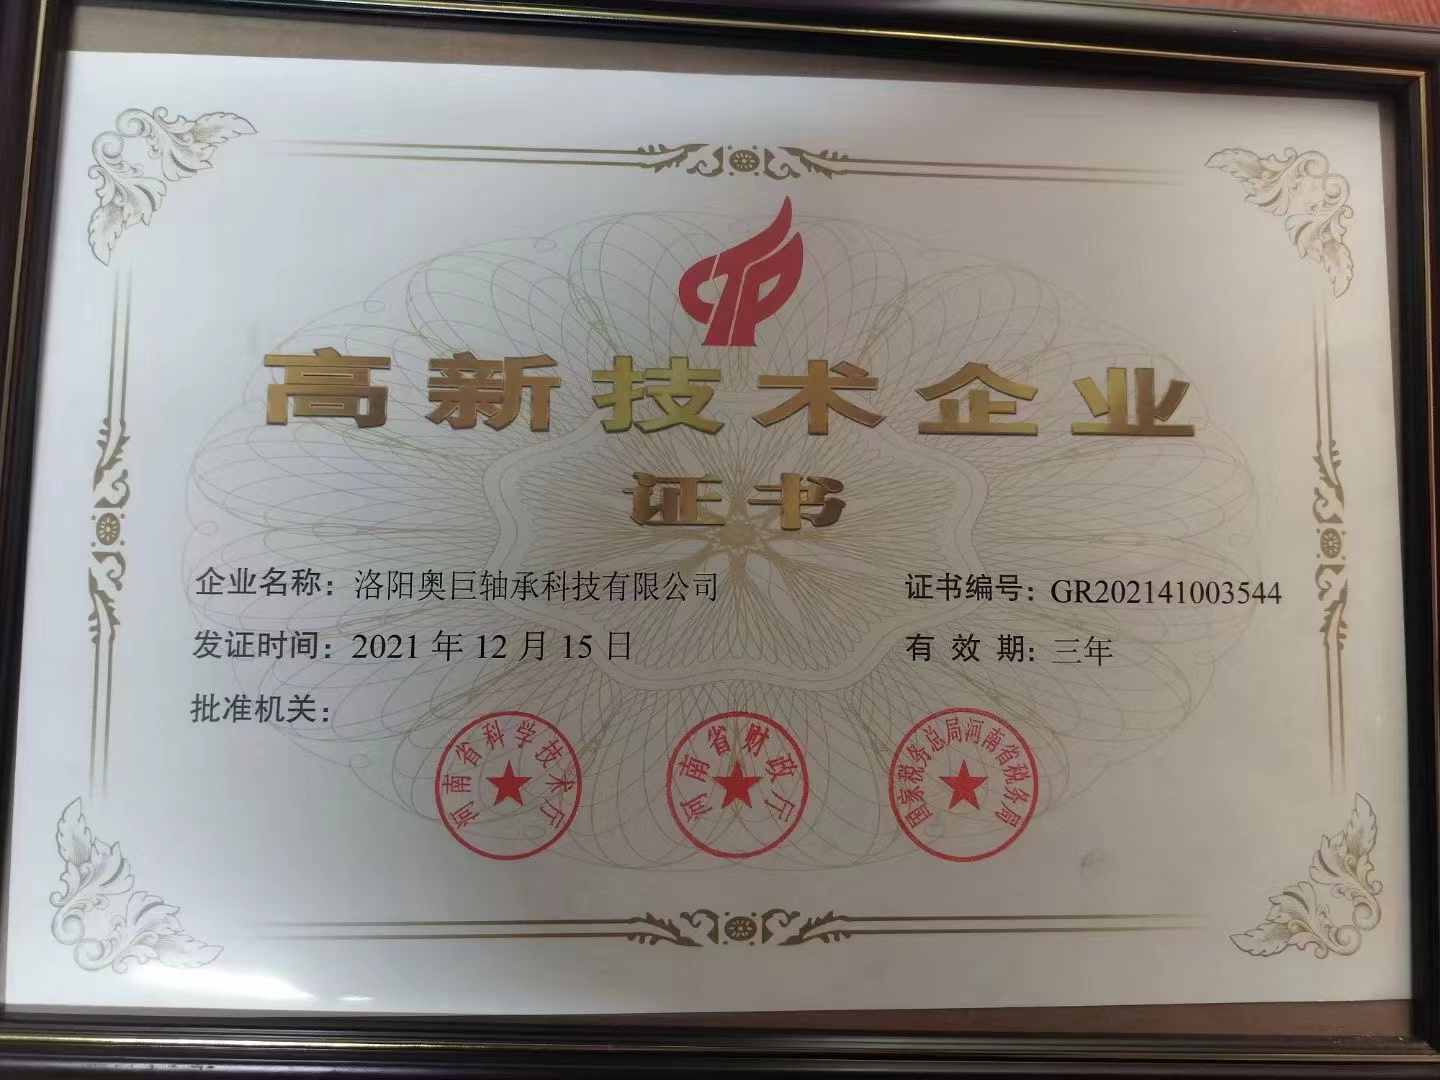 高新技术企业
证书
企业名称：洛阳奥巨轴承科技有限公司
证书编号：GR202141003544
发证时间：2021 年 12 月 15 日
有 效 期：三年
批准机关：
河南省科学技术厅
河南省财政厅
国家税务总局河南省税务局